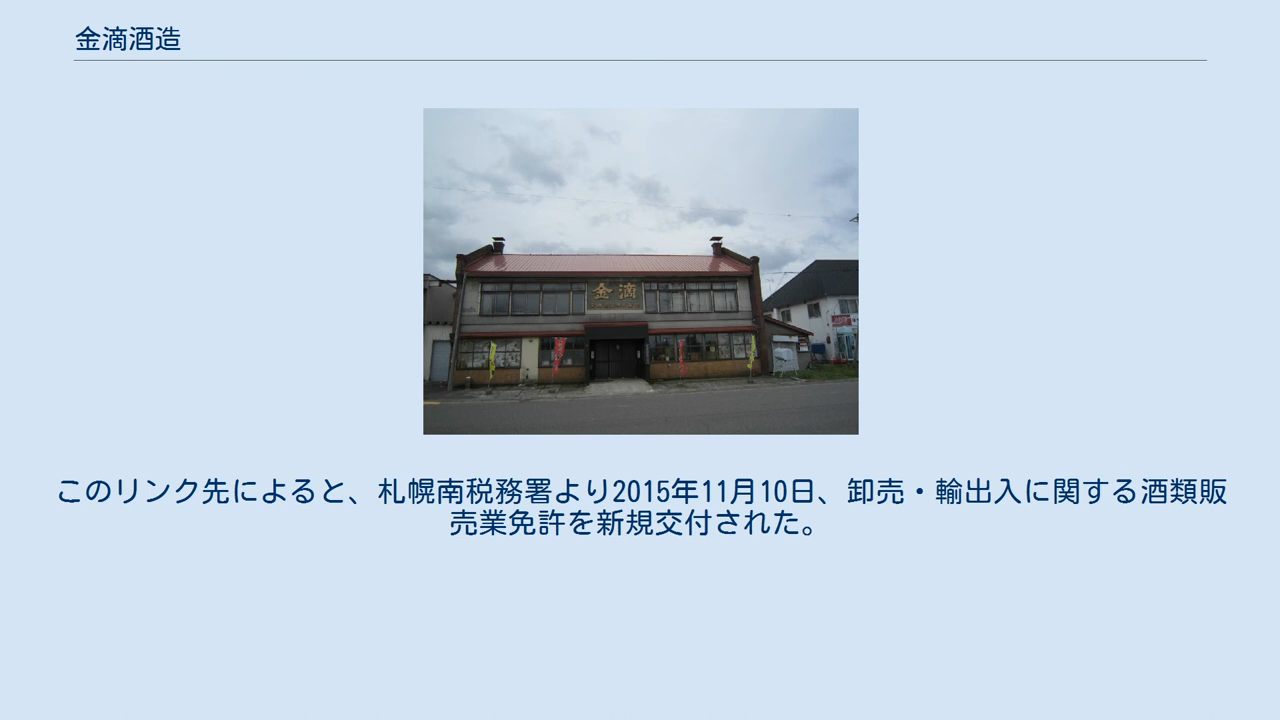 金滴酒造
金滴
このリンク先によると、札幌南税務署より2015年11月10日、卸売・輸出入に関する酒類販
売業免許を新規交付された。